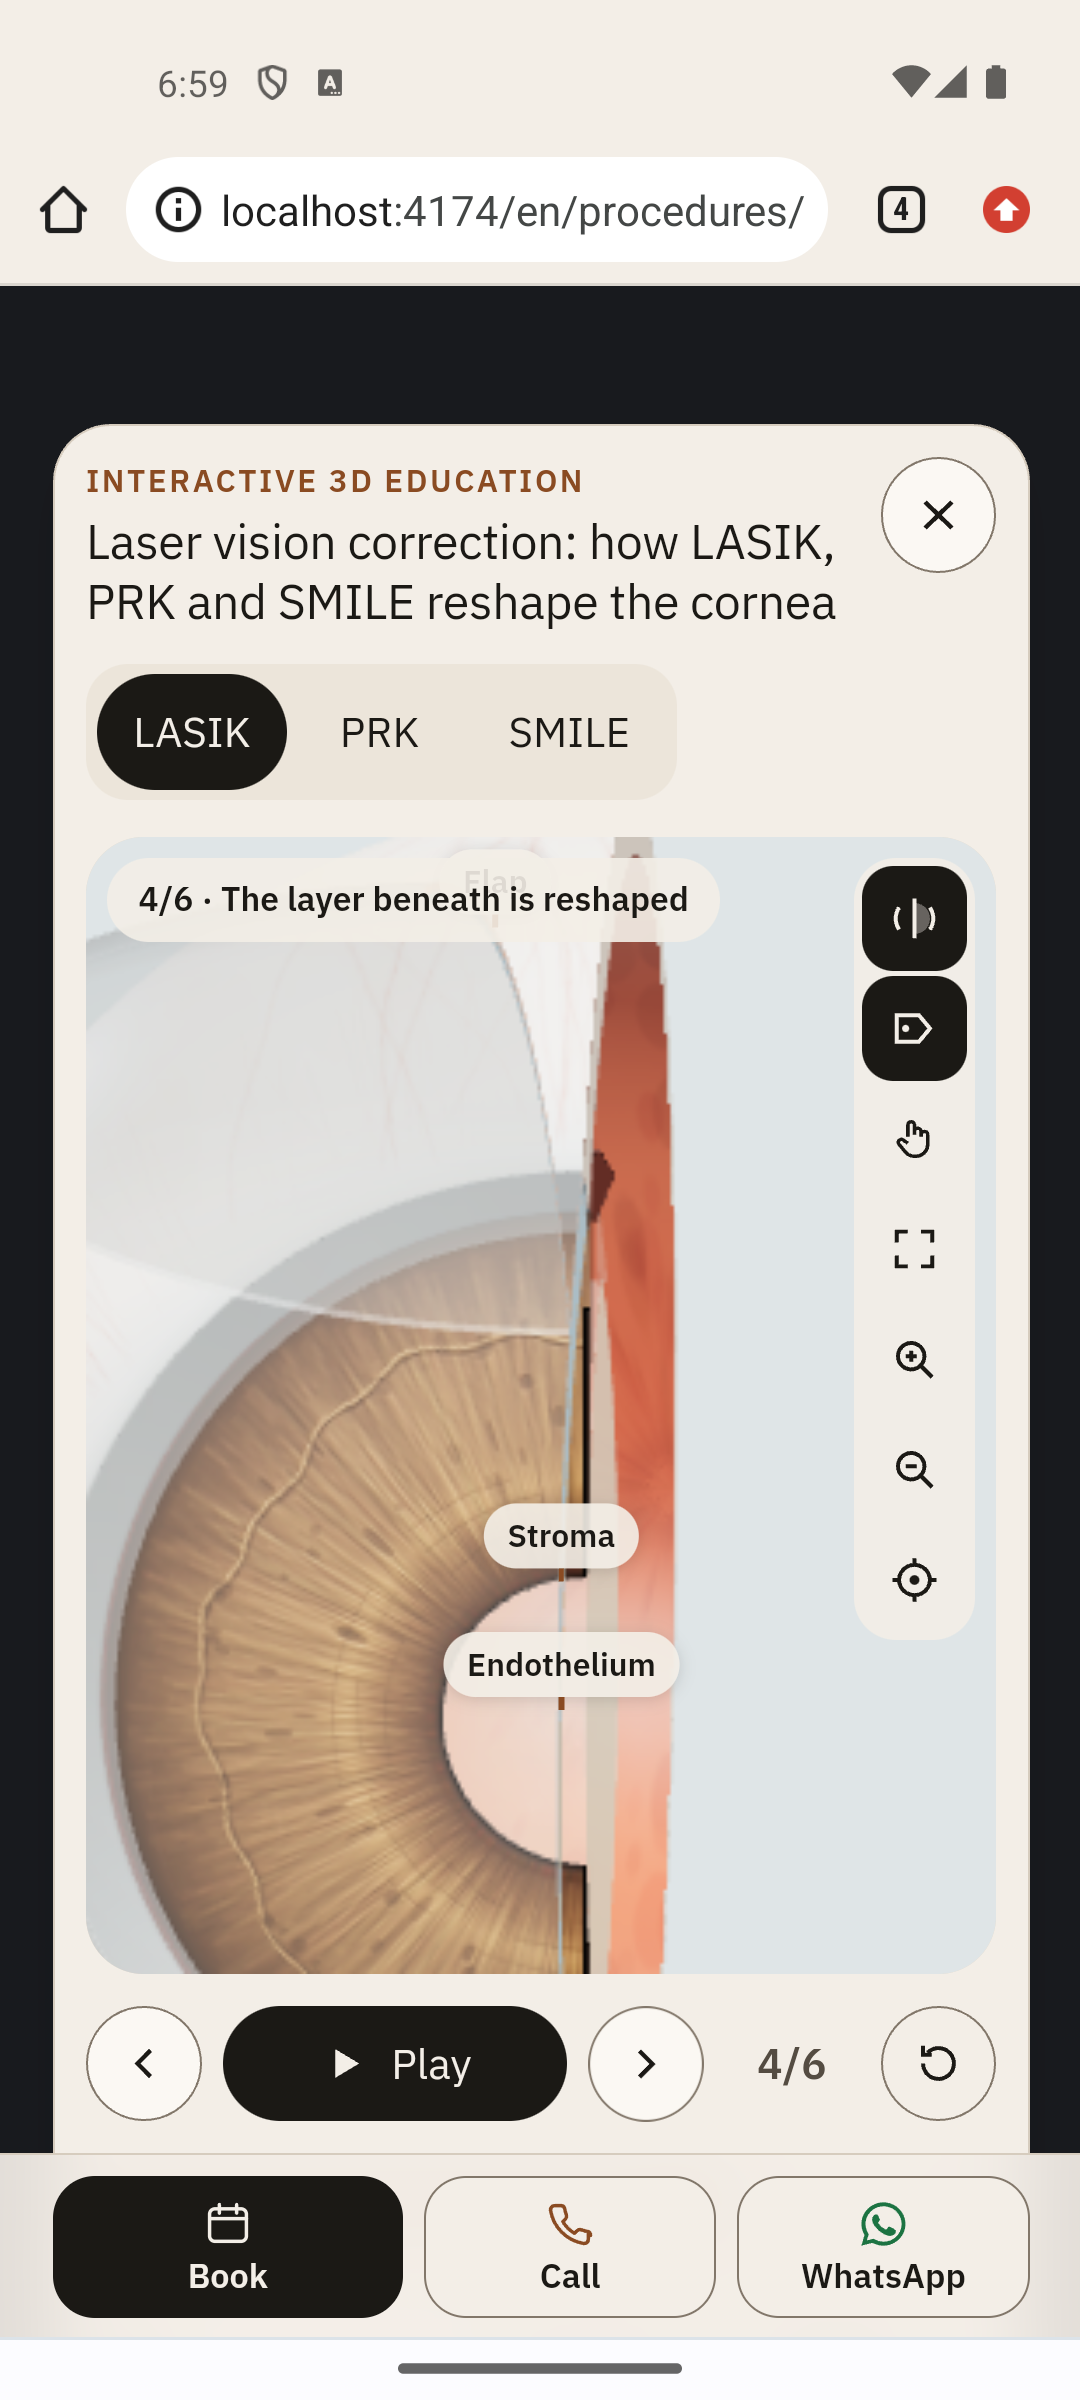 6:59
localhost:4174/en/procedures/
4
INTERACTIVE 3D EDUCATION
Laser vision correction: how LASIK,
PRK and SMILE reshape the cornea
LASIK PRK SMILE
Flap
4/6 · The layer beneath is reshaped
Stroma
Endothelium
Play
4/6
Book
Call
WhatsApp